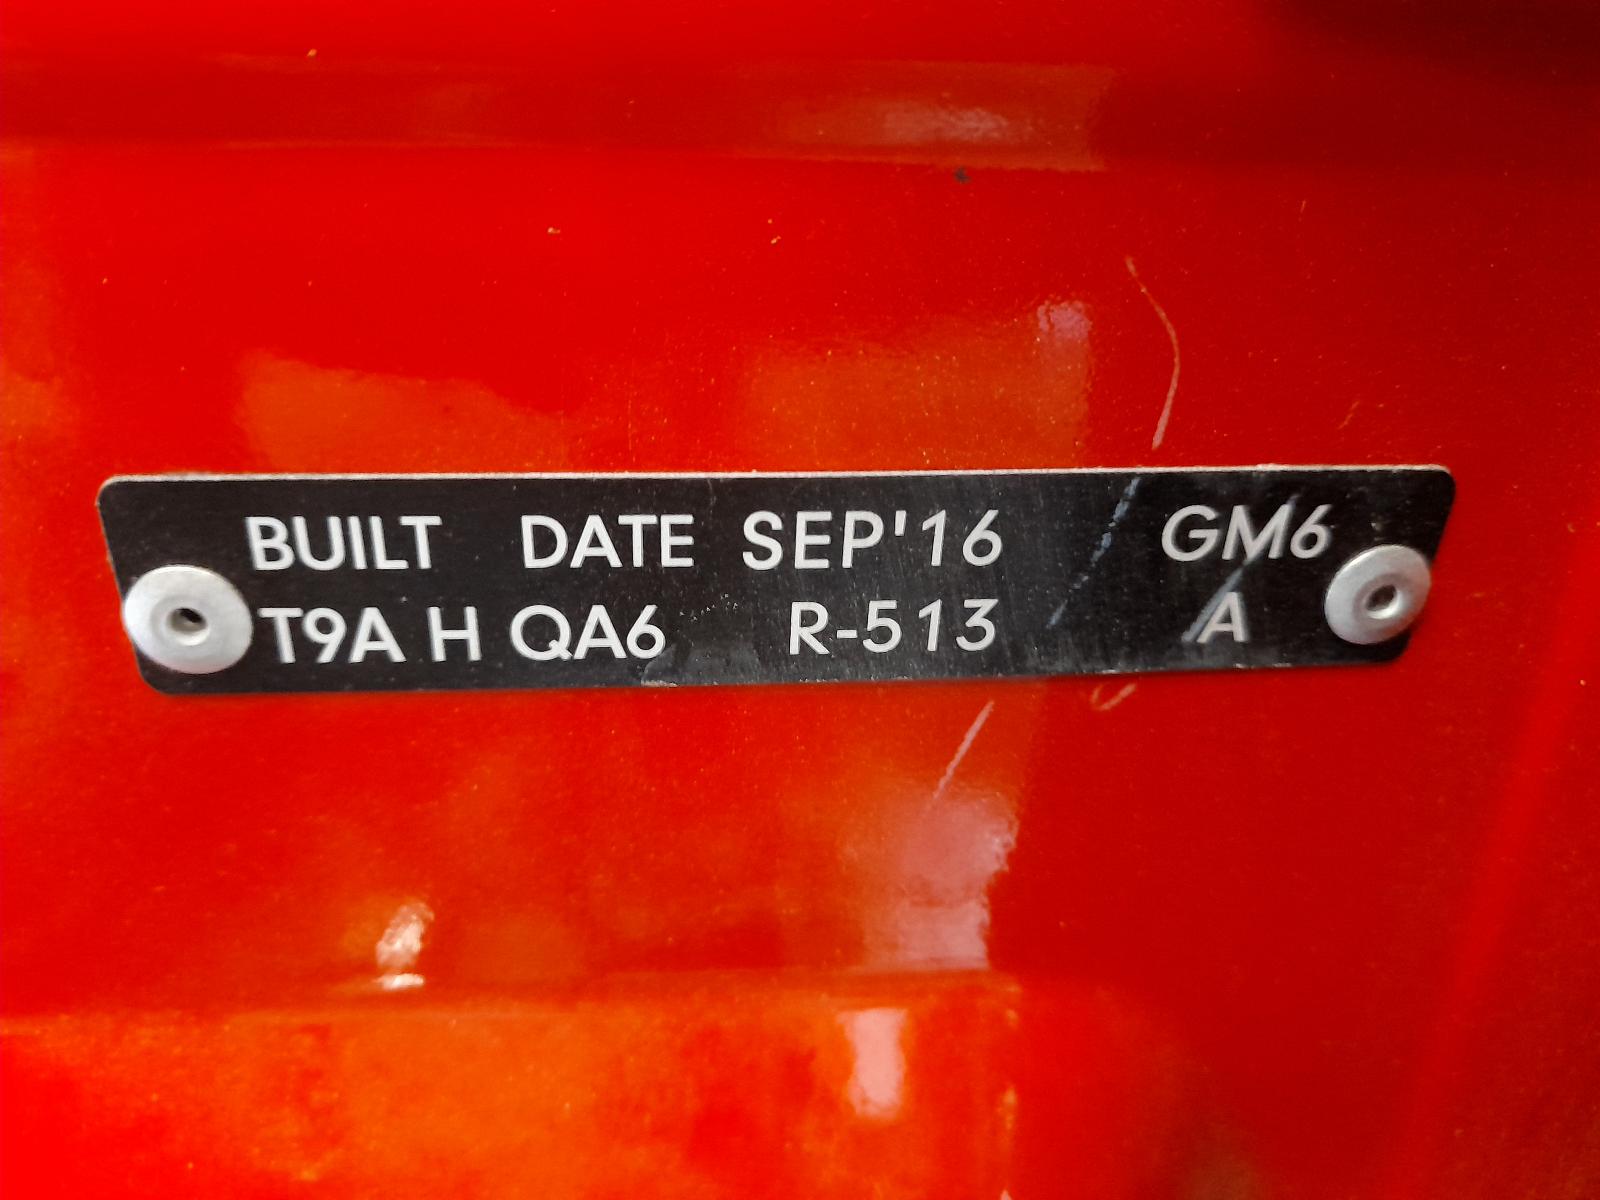 BUILT DATE SEP'16 GM6
T9A H QA6 R-513 A